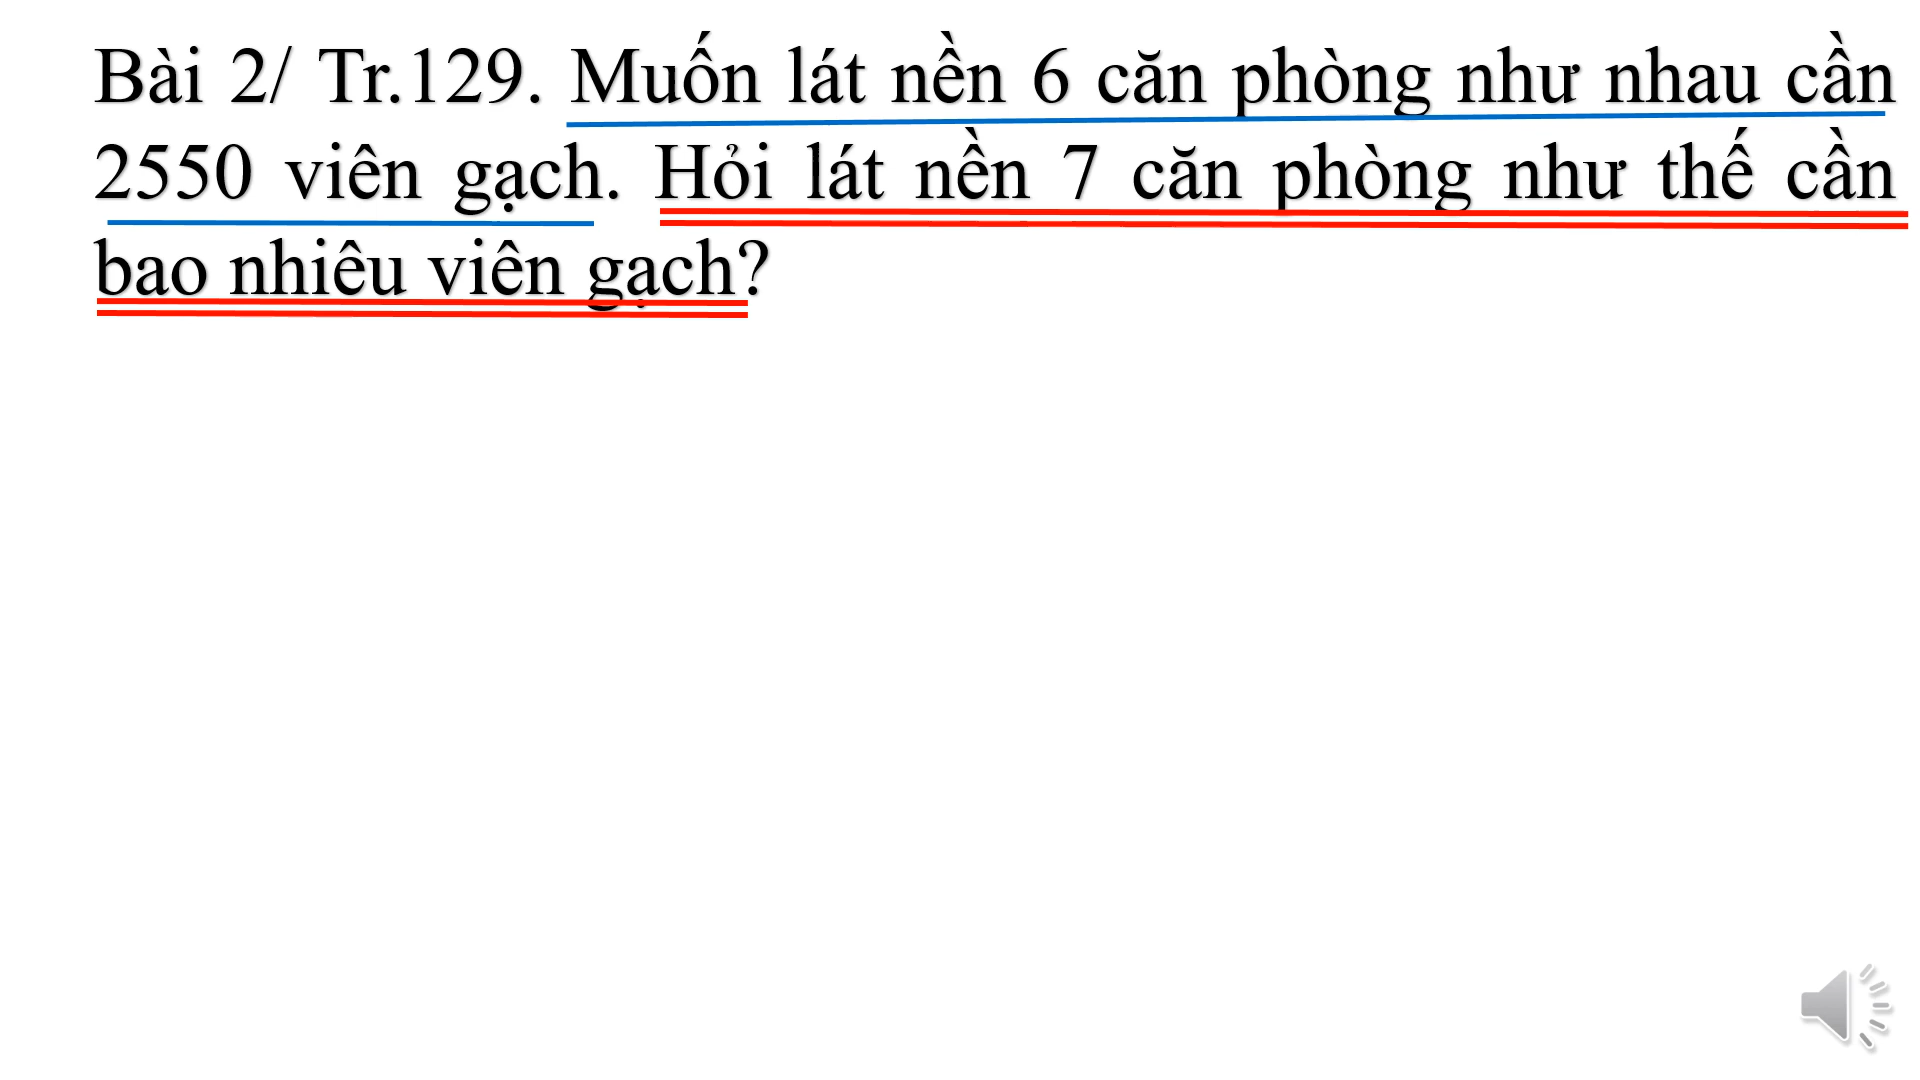 Bài 2/ Tr.129. Muốn lát nền 6 căn phòng như nhau cần
2550 viên gạch. Hỏi lát nền 7 căn phòng như thế cần
bao nhiêu viên gạch?